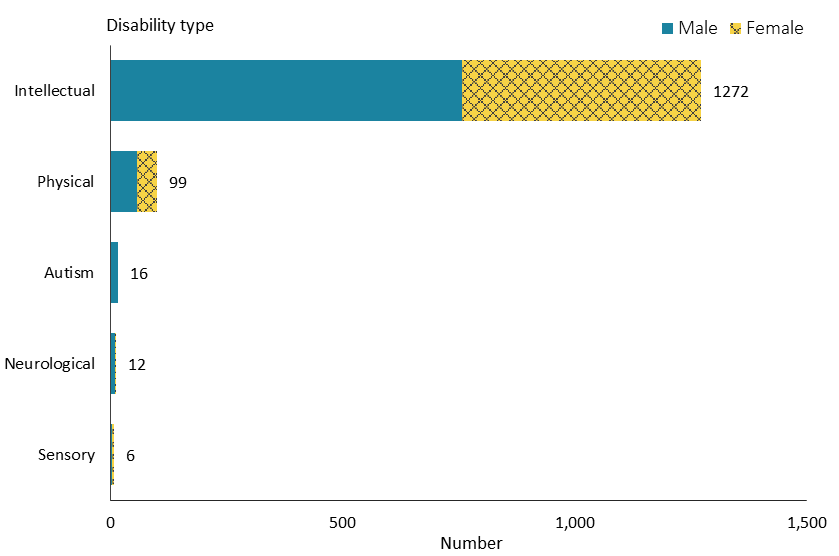 Disability type
Male Female
Intellectual 1272
Physical 99
Autism 16
Neurological 12
Sensory 6
0 500 1,000 1,500
Number